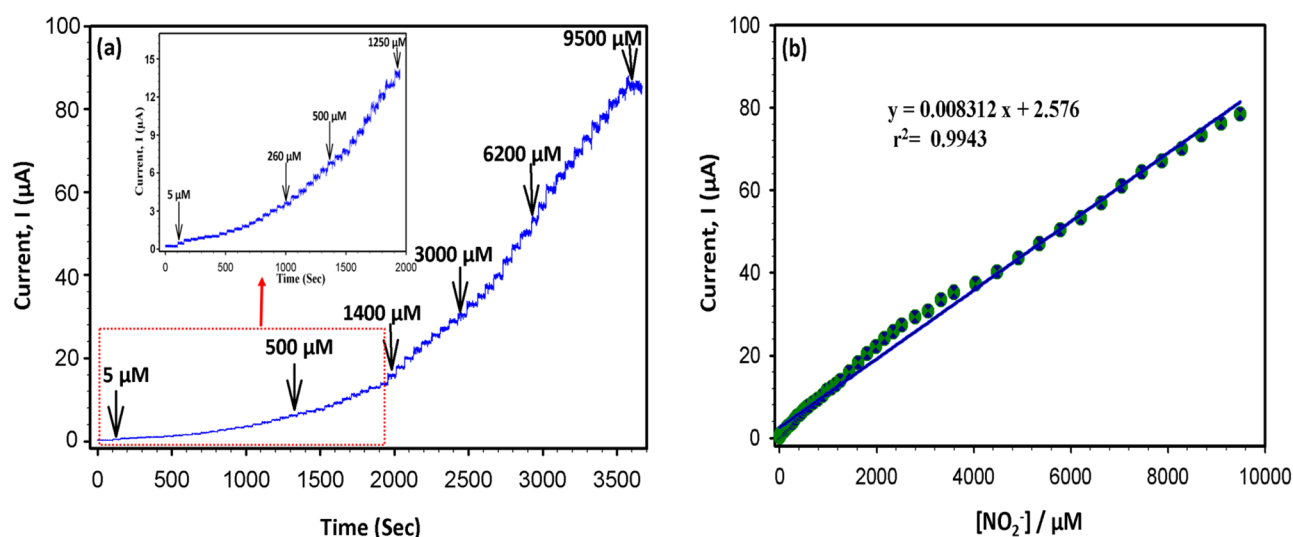 (a)
100
80
60
40
20
0
Current, I (µA)
0 500 1000 1500 2000 2500 3000 3500
Time (Sec)
5 µM
500 µM
1400 µM
3000 µM
6200 µM
9500 µM
15
12
9
6
3
0
Current, I (µA)
0 500 1000 1500 2000
Time (Sec)
5 µM
260 µM
500 µM
1250 µM
(b)
100
80
60
40
20
0
Current, I (µA)
y = 0.008312 x + 2.576
r²= 0.9943
0 2000 4000 6000 8000 10000
[NO₂⁻] / µM